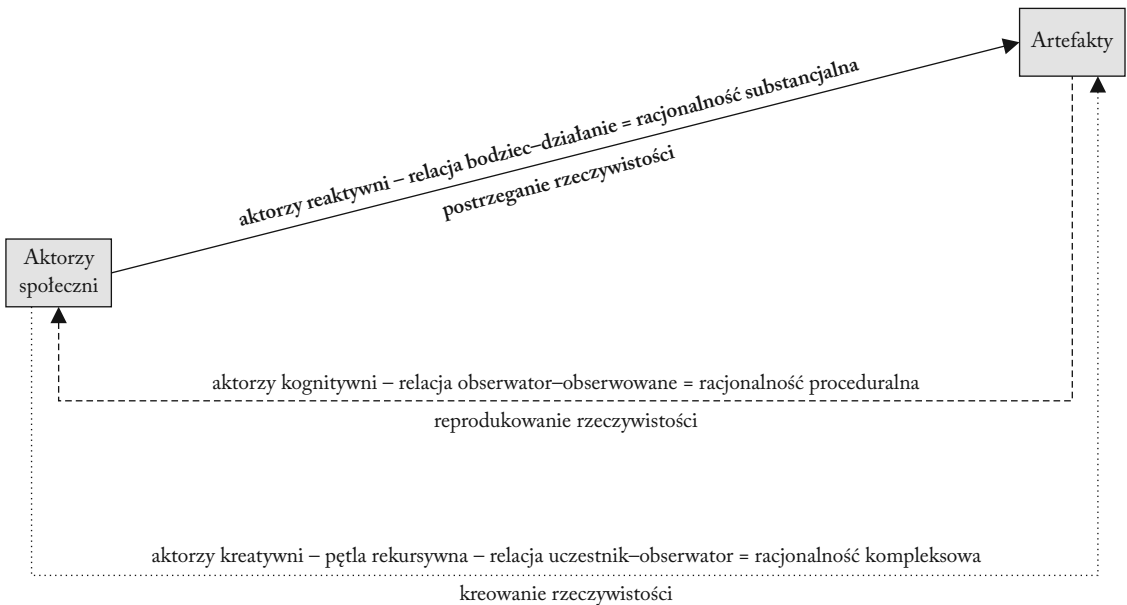 Artefakty
aktorzy reaktywni – relacja bodziec–działanie = racjonalność substancjalna
postrzeganie rzeczywistości
Aktorzy
społeczni
aktorzy kognitywni – relacja obserwator–obserwowane = racjonalność proceduralna
reprodukowanie rzeczywistości
aktorzy kreatywni – pętla rekursywna – relacja uczestnik–obserwator = racjonalność kompleksowa
kreowanie rzeczywistości